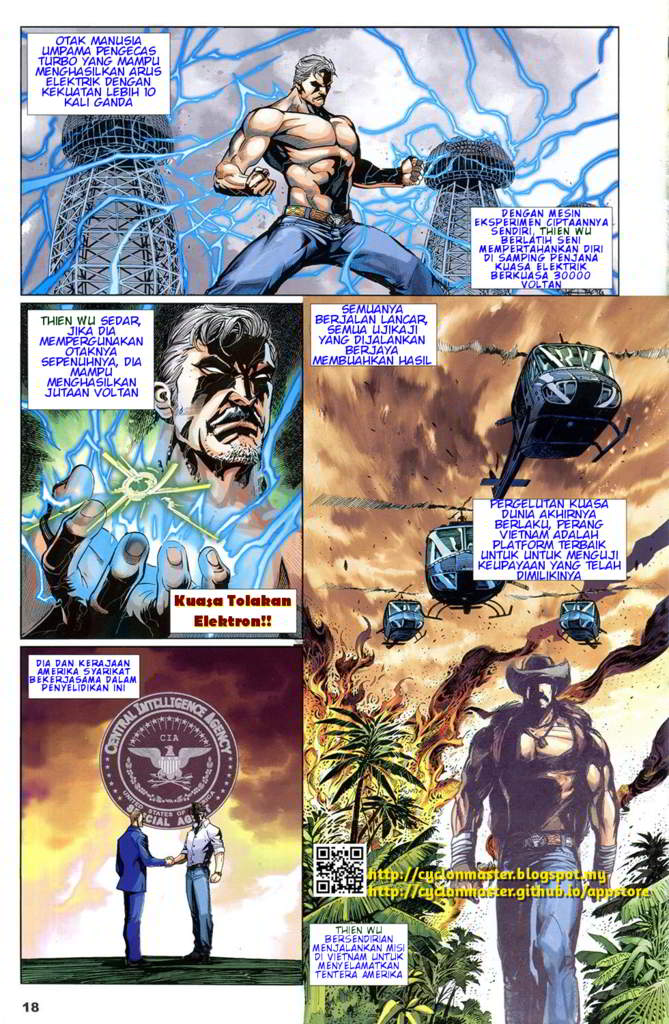 OTAK MANUSIA
UMPAMA PENGECAS
TURBO YANG MAMPU
MENGHASILKAN ARUS
ELEKTRIK DENGAN
KEKUATAN LEBIH 10
KALI GANDA
DENGAN MESIN
EKSPERIMEN CIPTAANNYA
SENDIRI, THIEN WU
BERLATIH SENI
MEMPERTAHANKAN DIRI
DI SAMPING PENJANA
KUASA ELEKTRIK
BERKUASA 30000
VOLTAN
THIEN WU SEDAR,
JIKA DIA
MEMPERGUNAKAN
OTAKNYA
SEPENUHNYA, DIA
MAMPU
MENGHASILKAN
JUTAAN VOLTAN
Kuasa Tolakan
Elektron!!
SEMUANYA
BERJALAN LANCAR,
SEMUA UJIKAJI
YANG DIJALANKAN
BERJAYA
MEMBUAHKAN HASIL
PERGELUTAN KUASA
DUNIA AKHIRNYA
BERLAKU, PERANG
VIETNAM ADALAH
PLATFORM TERBAIK
UNTUK UNTUK MENGUJI
KEUPAYAAN YANG TELAH
DIMILIKINYA
DIA DAN KERAJAAN
AMERIKA SYARIKAT
BEKERJASAMA DALAM
PENYELIDIKAN INI
CENTRAL INTELLIGENCE AGENCY
CIA
UNITED STATES OF
SPECIAL AG
http://cyclonmaster.blogspot.my
http://cyclonmaster.github.io/appstore
THIEN WU
BERSENDIRIAN
MENJALANKAN MISI
DI VIETNAM UNTUK
MENYELAMATKAN
TENTERA AMERIKA
18